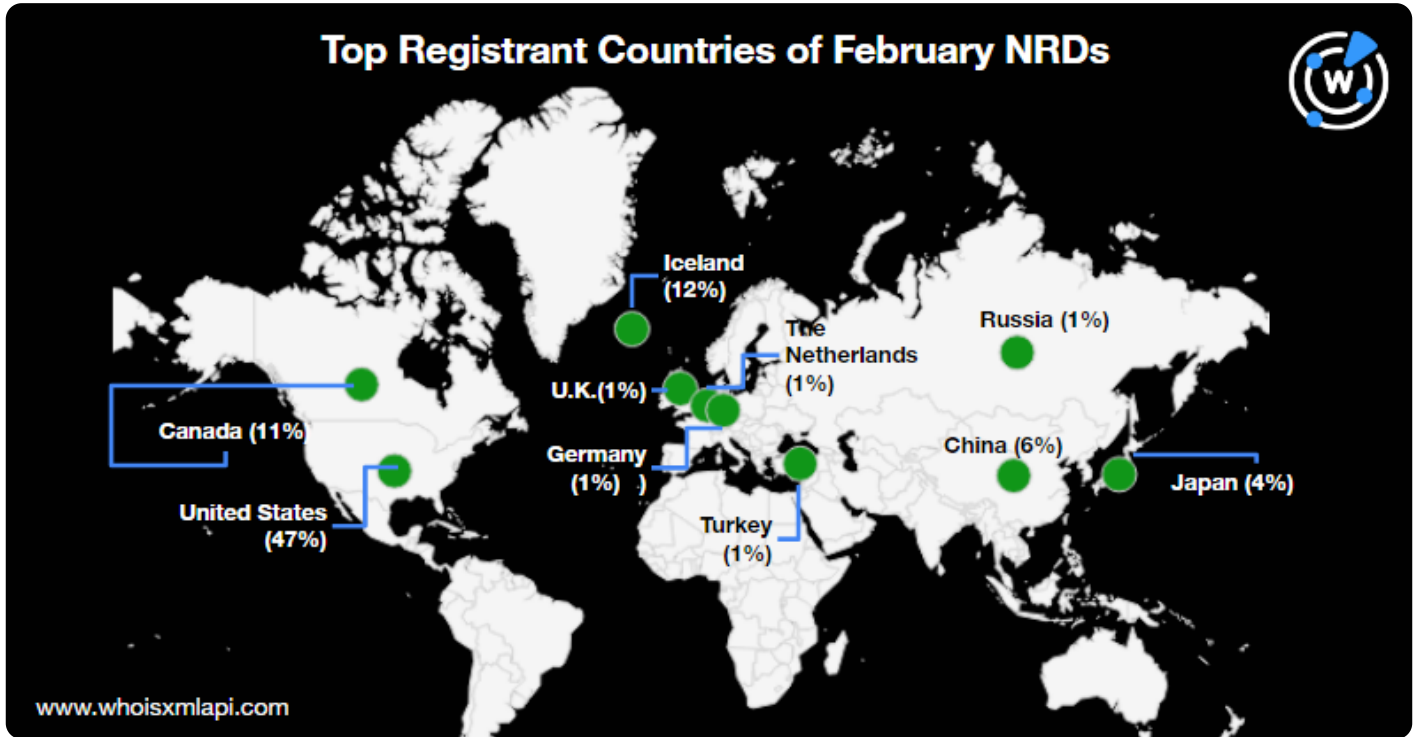 Top Registrant Countries of February NRDs
W
Iceland
(12%)
Russia (1%)
The
Netherlands
(1%)
U.K.(1%)
Canada (11%)
Germany
(1%) )
China (6%)
Japan (4%)
United States
(47%)
Turkey
(1%)
www.whoisxmlapi.com